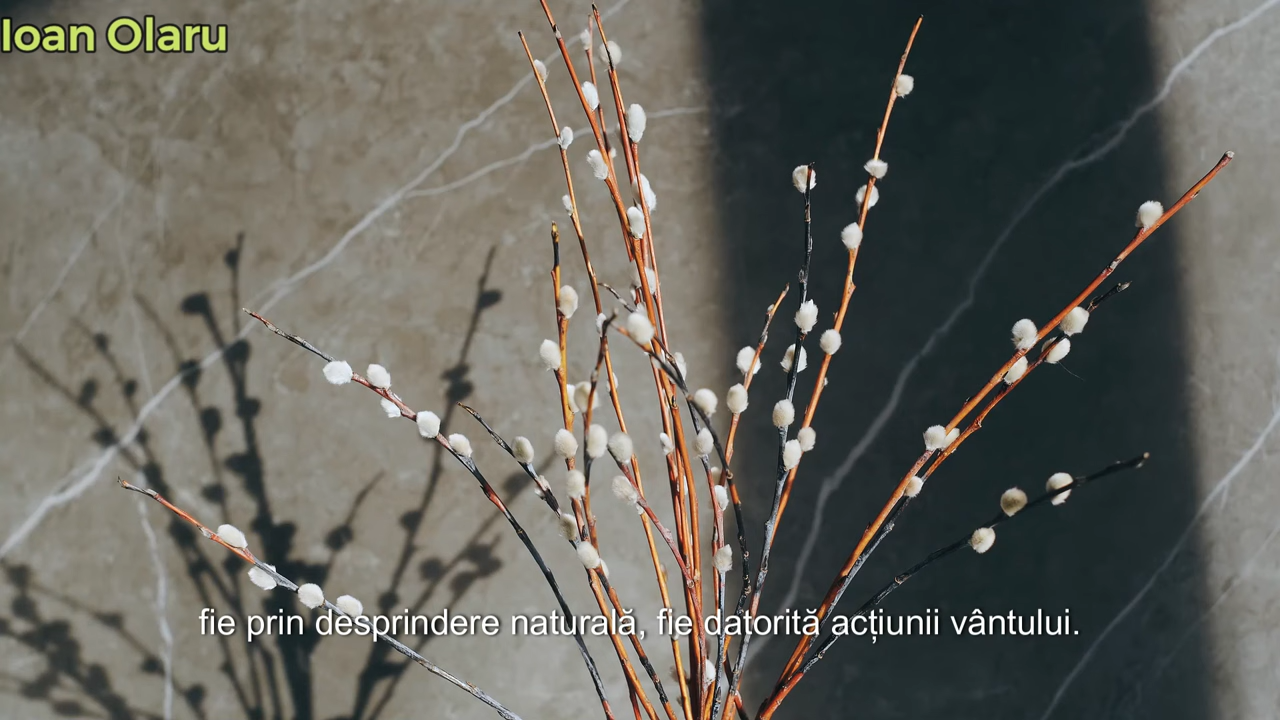 Ioan Olaru
fie prin desprindere naturală, fie datorită acțiunii vântului.